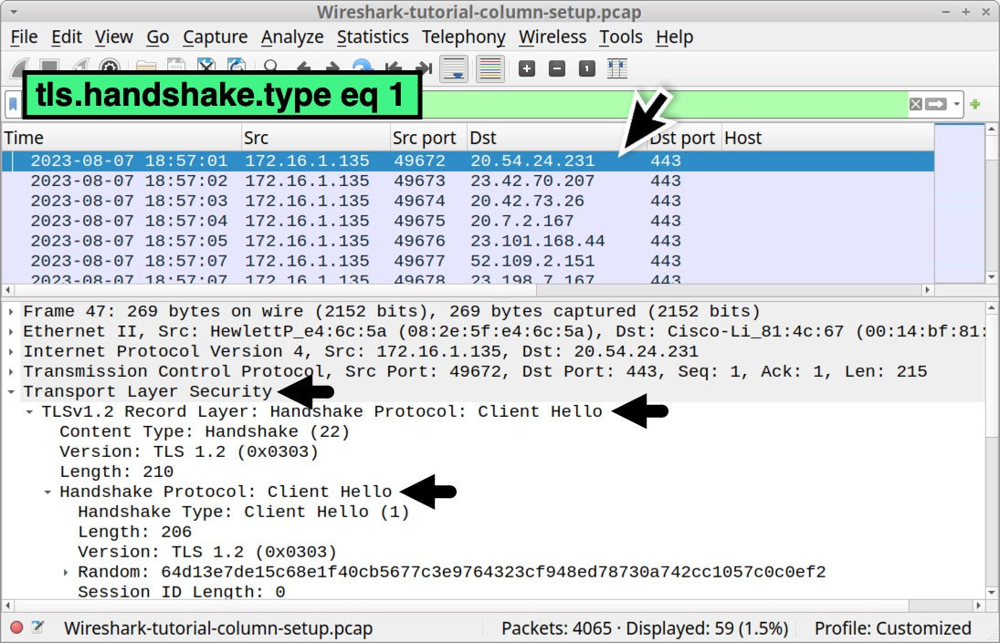 Wireshark-tutorial-column-setup.pcap
File Edit View Go Capture Analyze Statistics Telephony Wireless Tools Help
tls.handshake.type eq 1
Time Src Src port Dst Dst port Host
2023-08-07 18:57:01 172.16.1.135 49672 20.54.24.231 443
2023-08-07 18:57:02 172.16.1.135 49673 23.42.70.207 443
2023-08-07 18:57:03 172.16.1.135 49674 20.42.73.26 443
2023-08-07 18:57:04 172.16.1.135 49675 20.7.2.167 443
2023-08-07 18:57:05 172.16.1.135 49676 23.101.168.44 443
2023-08-07 18:57:07 172.16.1.135 49677 52.109.2.151 443
2023-08-07 18:57:07 172.16.1.135 49678 23.198.7.167 443
Frame 47: 269 bytes on wire (2152 bits), 269 bytes captured (2152 bits)
Ethernet II, Src: HewlettP_e4:6c:5a (08:2e:5f:e4:6c:5a), Dst: Cisco-Li_81:4c:67 (00:14:bf:81:
Internet Protocol Version 4, Src: 172.16.1.135, Dst: 20.54.24.231
Transmission Control Protocol, Src Port: 49672, Dst Port: 443, Seq: 1, Ack: 1, Len: 215
Transport Layer Security
TLSv1.2 Record Layer: Handshake Protocol: Client Hello
Content Type: Handshake (22)
Version: TLS 1.2 (0x0303)
Length: 210
Handshake Protocol: Client Hello
Handshake Type: Client Hello (1)
Length: 206
Version: TLS 1.2 (0x0303)
Random: 64d13e7de15c68e1f40cb5677c3e9764323cf948ed78730a742cc1057c0c0ef2
Session ID Length: 0
Wireshark-tutorial-column-setup.pcap Packets: 4065 · Displayed: 59 (1.5%) Profile: Customized